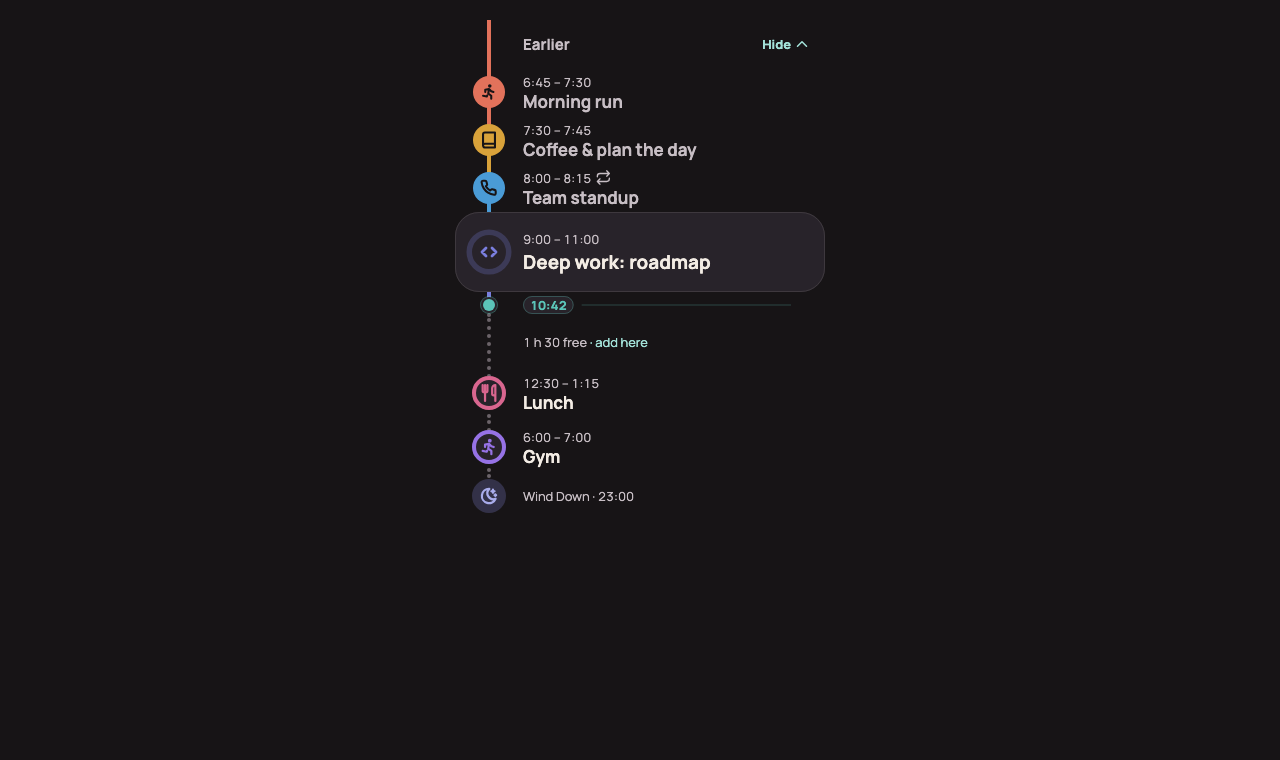 Earlier
Hide
6:45 – 7:30
Morning run
7:30 – 7:45
Coffee & plan the day
8:00 – 8:15
Team standup
9:00 – 11:00
Deep work: roadmap
10:42
1 h 30 free · add here
12:30 – 1:15
Lunch
6:00 – 7:00
Gym
Wind Down · 23:00